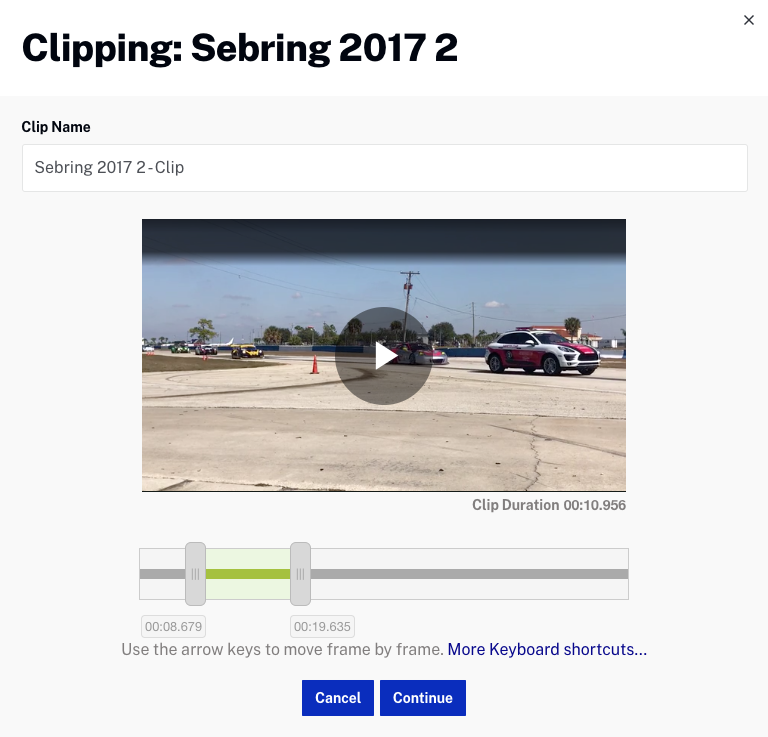 Clipping: Sebring 2017 2
Clip Name
Sebring 2017 2 - Clip
Clip Duration 00:10.956
00:08.679 00:19.635
Use the arrow keys to move frame by frame. More Keyboard shortcuts...
Cancel Continue